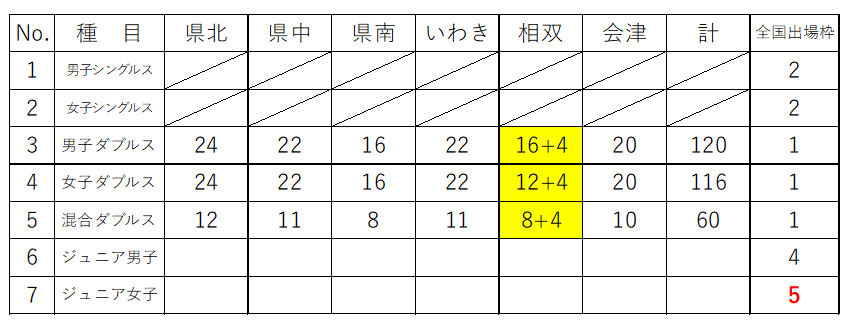 No. 種 目 県北 県中 県南 いわき 相双 会津 計 全国出場枠
1 男子シングルス 2
2 女子シングルス 2
3 男子ダブルス 24 22 16 22 16+4 20 120 1
4 女子ダブルス 24 22 16 22 12+4 20 116 1
5 混合ダブルス 12 11 8 11 8+4 10 60 1
6 ジュニア男子 4
7 ジュニア女子 5